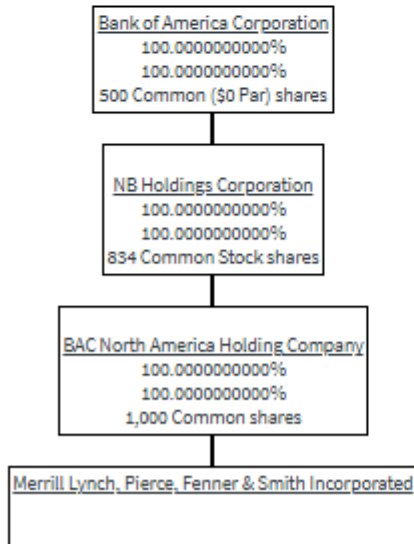 Bank of America Corporation
100.0000000000%
100.0000000000%
500 Common ($0 Par) shares
NB Holdings Corporation
100.0000000000%
100.0000000000%
834 Common Stock shares
BAC North America Holding Company
100.0000000000%
100.0000000000%
1,000 Common shares
Merrill Lynch, Pierce, Fenner & Smith Incorporated